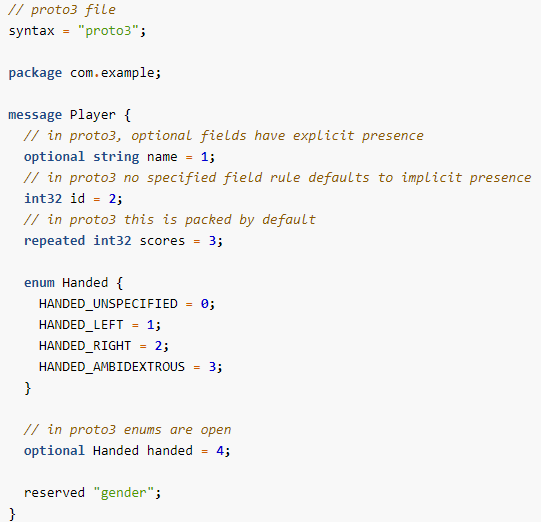 // proto3 file
syntax = "proto3";
package com.example;
message Player {
// in proto3, optional fields have explicit presence
optional string name = 1;
// in proto3 no specified field rule defaults to implicit presence
int32 id = 2;
// in proto3 this is packed by default
repeated int32 scores = 3;
enum Handed {
HANDED_UNSPECIFIED = 0;
HANDED_LEFT = 1;
HANDED_RIGHT = 2;
HANDED_AMBIDEXTROUS = 3;
}
// in proto3 enums are open
optional Handed handed = 4;
reserved "gender";
}